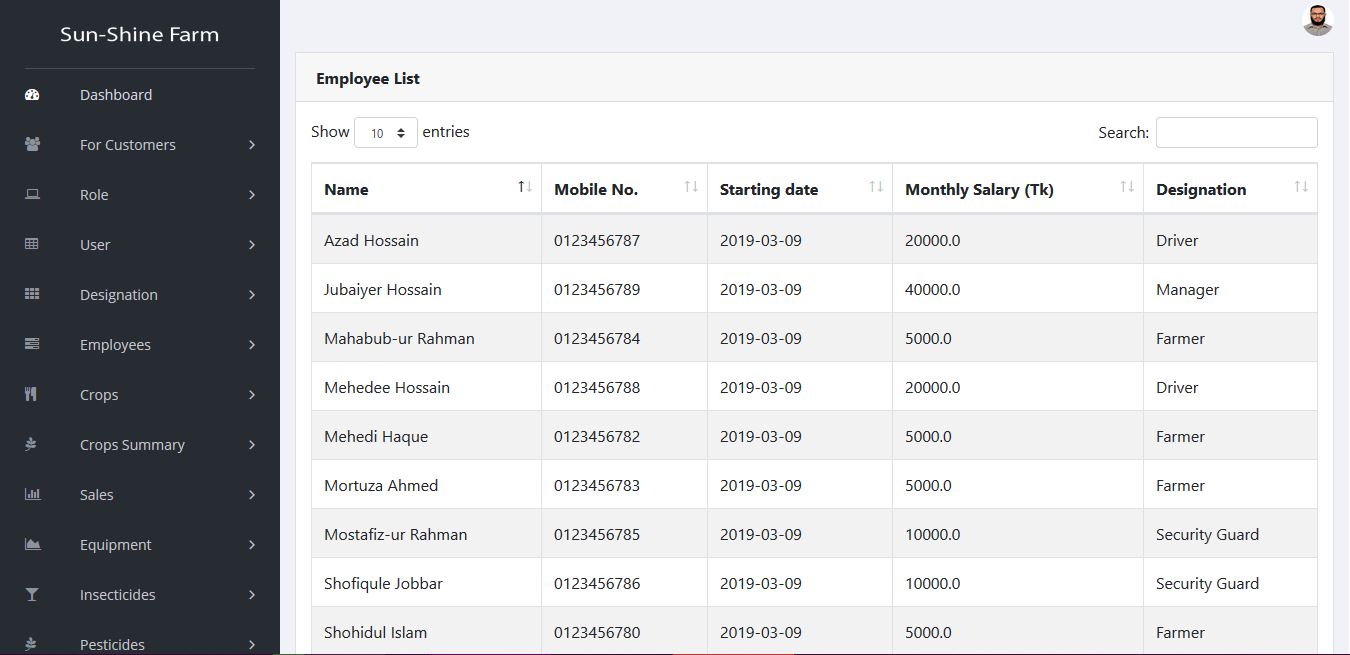 Sun-Shine Farm
Dashboard
For Customers
Role
User
Designation
Employees
Crops
Crops Summary
Sales
Equipment
Insecticides
Pesticides
Employee List
Show 10 entries Search:
Name Mobile No. Starting date Monthly Salary (Tk) Designation
Azad Hossain 0123456787 2019-03-09 20000.0 Driver
Jubaiyer Hossain 0123456789 2019-03-09 40000.0 Manager
Mahabub-ur Rahman 0123456784 2019-03-09 5000.0 Farmer
Mehedee Hossain 0123456788 2019-03-09 20000.0 Driver
Mehedi Haque 0123456782 2019-03-09 5000.0 Farmer
Mortuza Ahmed 0123456783 2019-03-09 5000.0 Farmer
Mostafiz-ur Rahman 0123456785 2019-03-09 10000.0 Security Guard
Shofiqule Jobbar 0123456786 2019-03-09 10000.0 Security Guard
Shohidul Islam 0123456780 2019-03-09 5000.0 Farmer